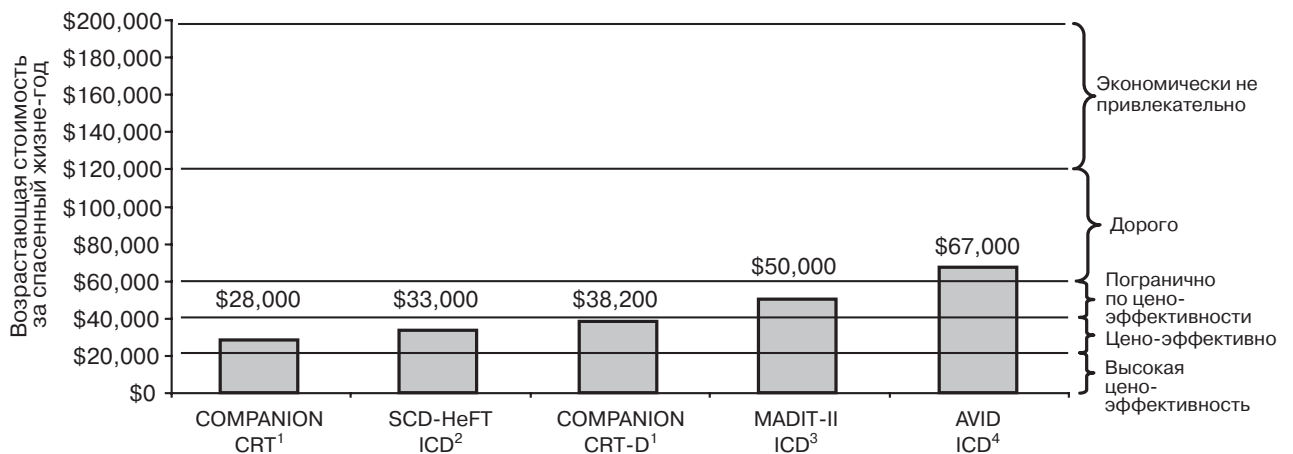 Возрастающая стоимость
за спасенный жизне-год
$200,000
$180,000
$160,000
$140,000
$120,000
$100,000
$80,000
$60,000
$40,000
$20,000
$0
$28,000
$33,000
$38,200
$50,000
$67,000
COMPANION
CRT¹
SCD-HeFT
ICD²
COMPANION
CRT-D¹
MADIT-II
ICD³
AVID
ICD⁴
Экономически не
привлекательно
Дорого
Погранично
по цено-
эффективности
Цено-эффективно
Высокая
цено-
эффективность